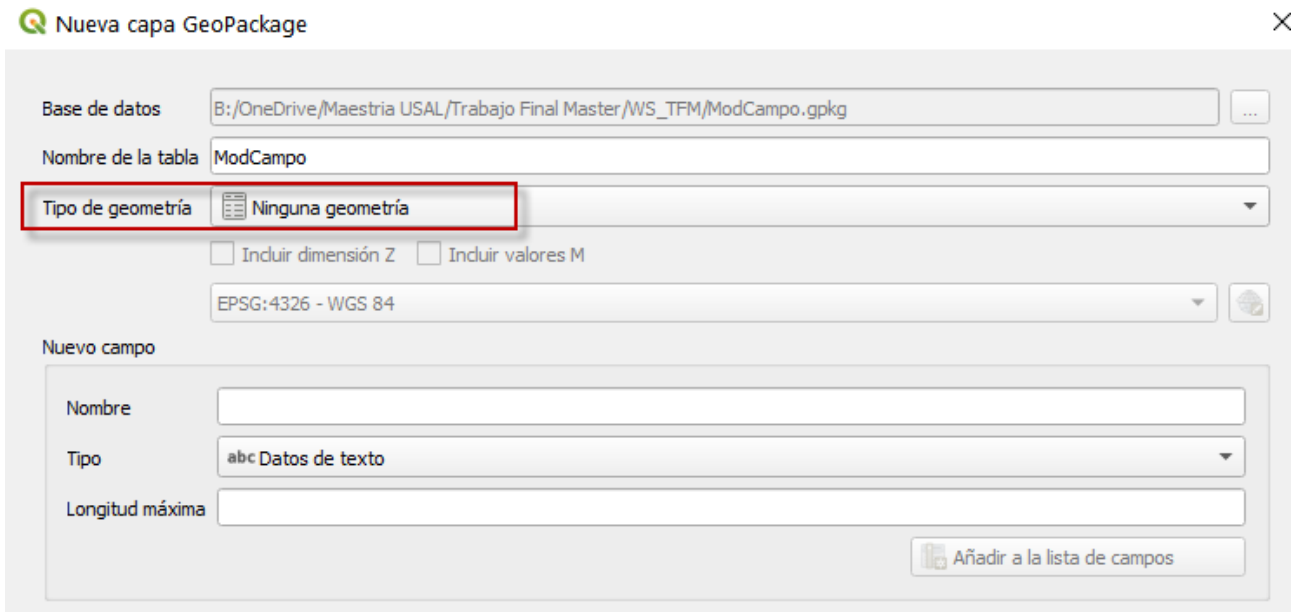 Nueva capa GeoPackage
Base de datos B:/OneDrive/Maestria USAL/Trabajo Final Master/WS_TFM/ModCampo.gpkg ...
Nombre de la tabla ModCampo
Tipo de geometría Ninguna geometría
Incluir dimensión Z Incluir valores M
EPSG:4326 - WGS 84
Nuevo campo
Nombre
Tipo abc Datos de texto
Longitud máxima
Añadir a la lista de campos